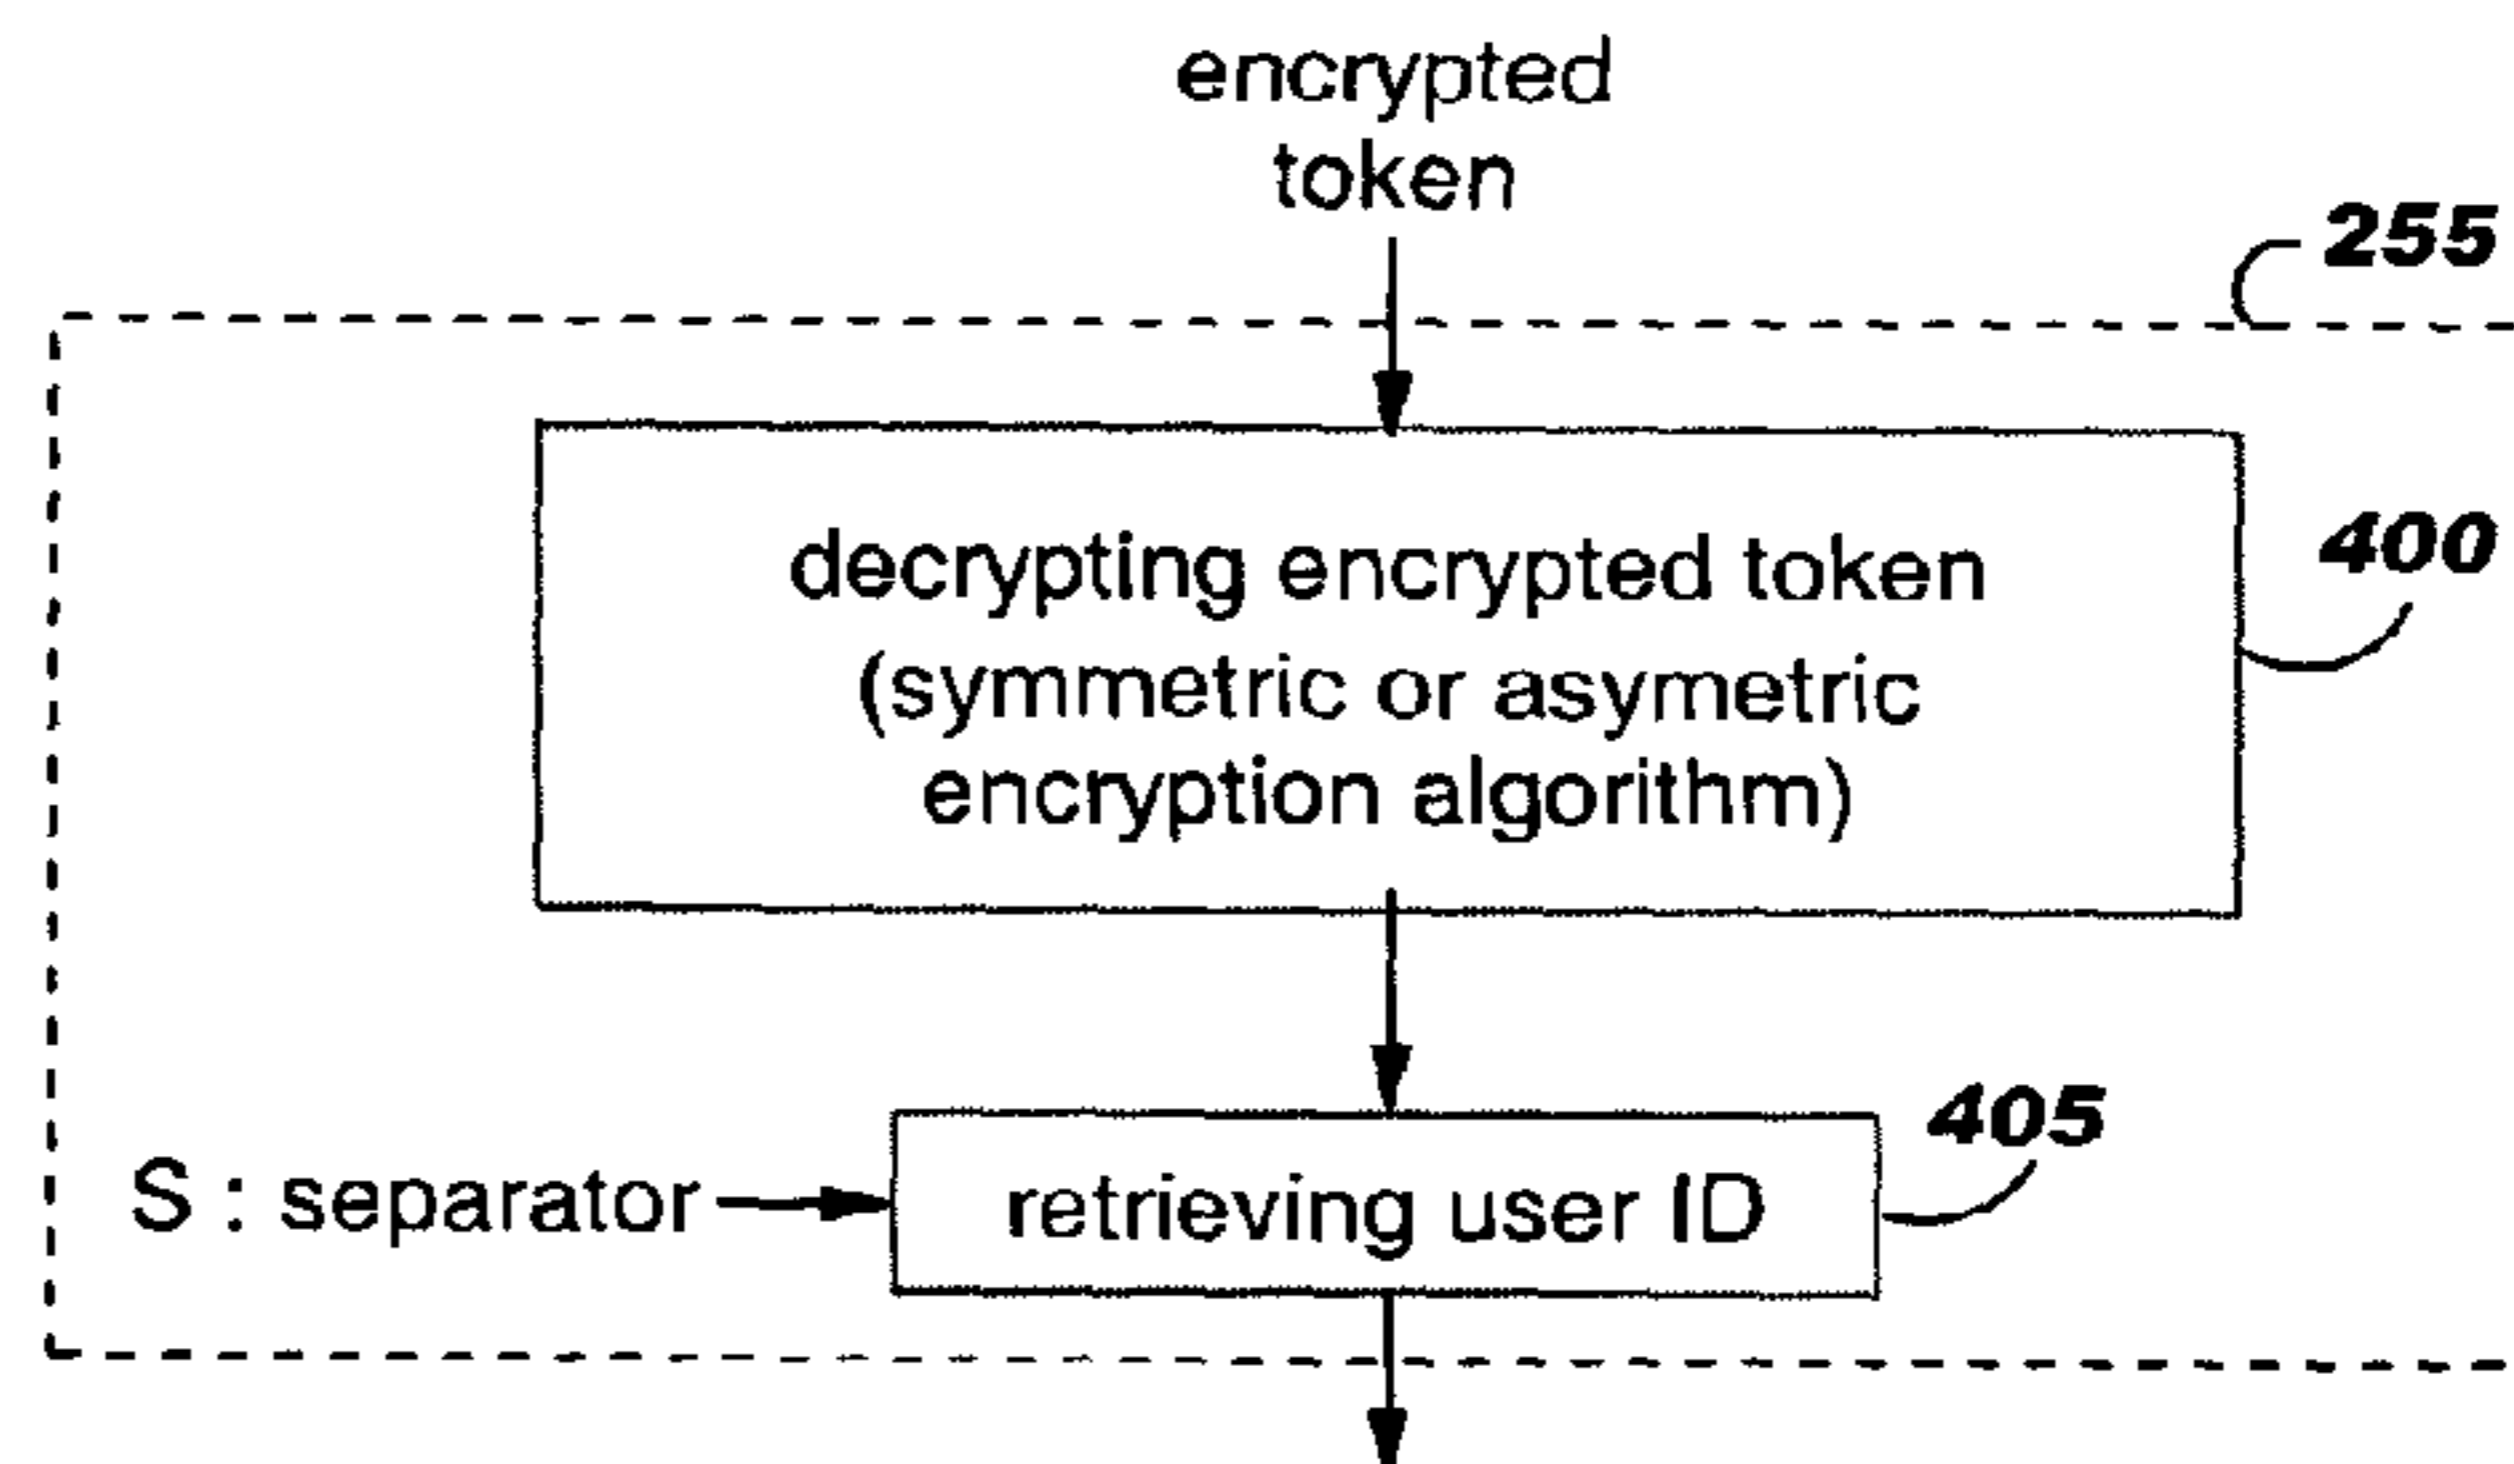 encrypted
token
255
decrypting encrypted token
400
(symmetric or asymetric
encryption algorithm)
405
S : separator
retrieving user ID